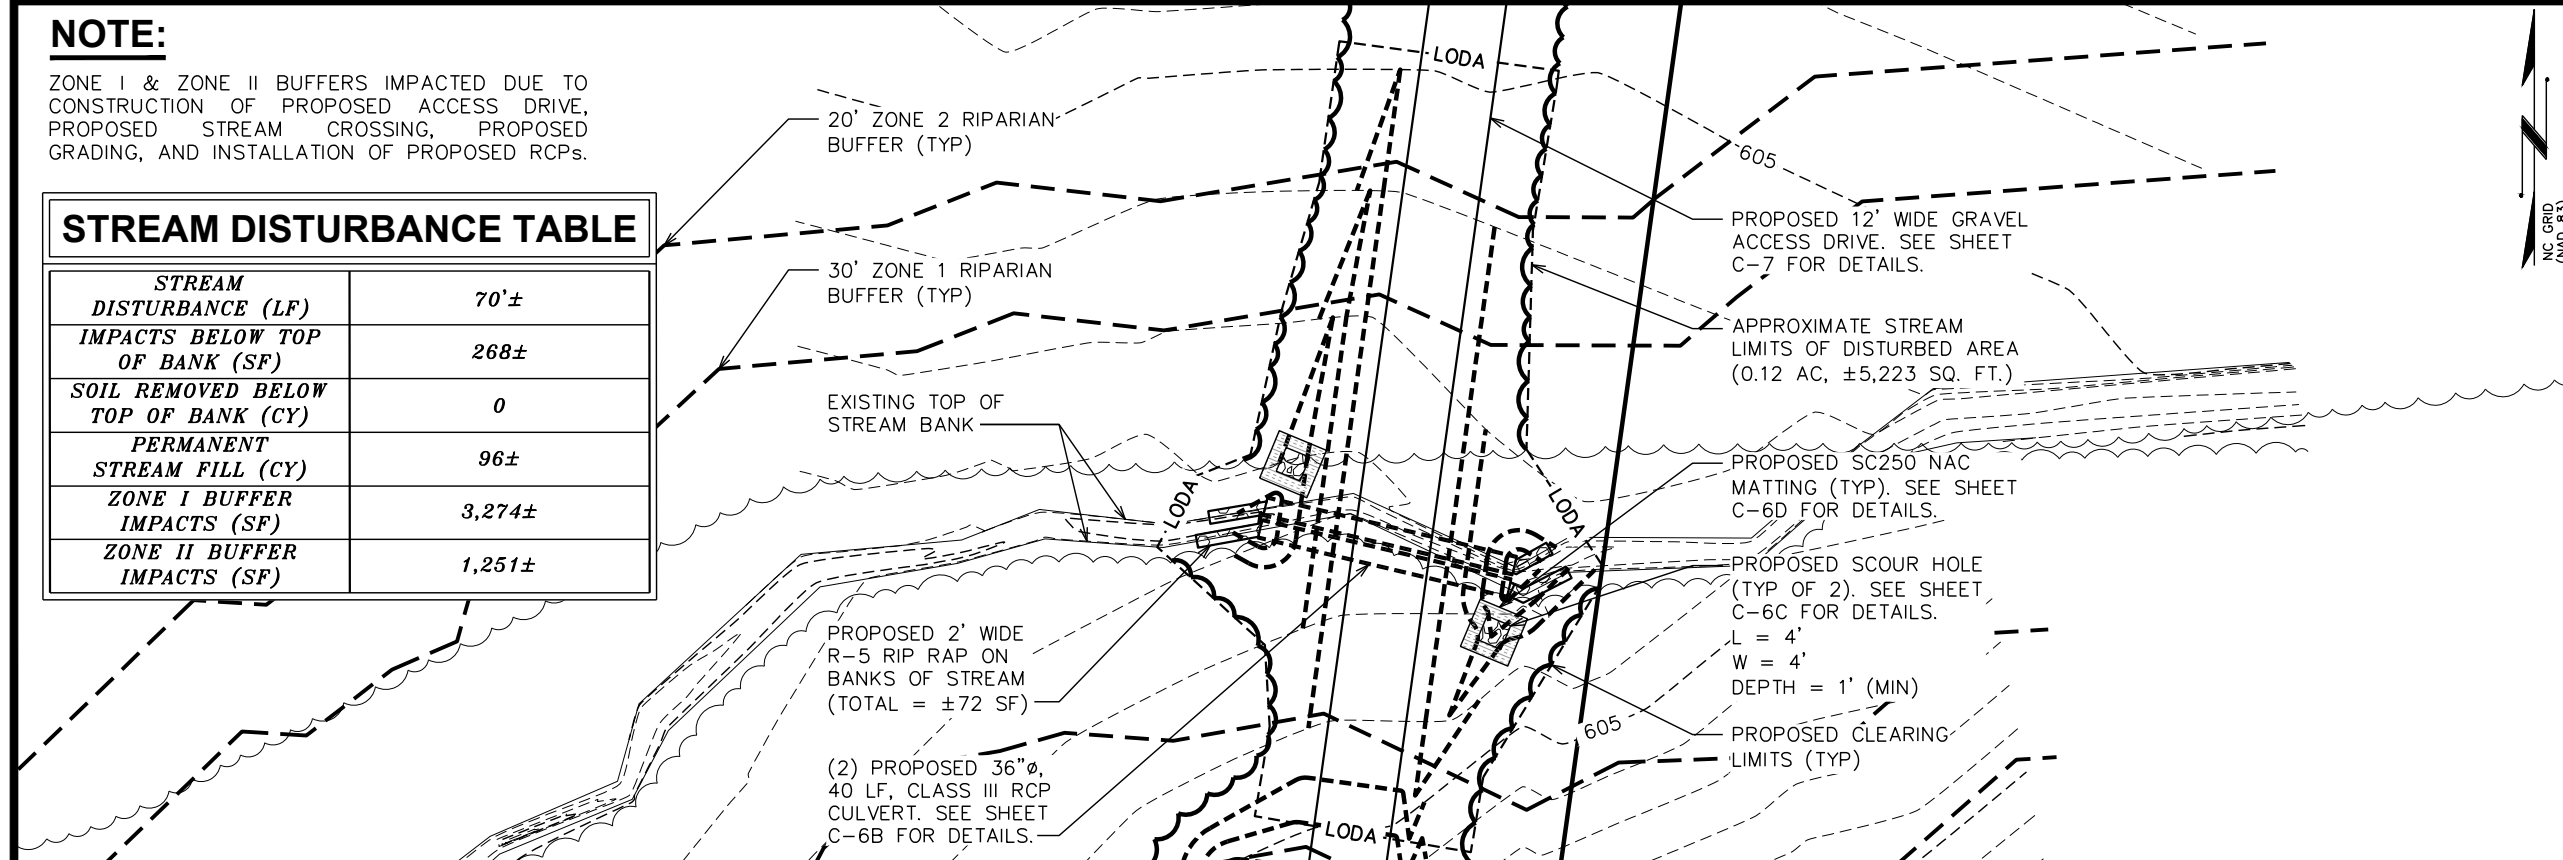 NOTE:
ZONE I & ZONE II BUFFERS IMPACTED DUE TO
CONSTRUCTION OF PROPOSED ACCESS DRIVE,
PROPOSED STREAM CROSSING, PROPOSED
GRADING, AND INSTALLATION OF PROPOSED RCPs.
STREAM DISTURBANCE TABLE
STREAM
DISTURBANCE (LF)
70'±
IMPACTS BELOW TOP
OF BANK (SF)
268±
SOIL REMOVED BELOW
TOP OF BANK (CY)
0
PERMANENT
STREAM FILL (CY)
96±
ZONE I BUFFER
IMPACTS (SF)
3,274±
ZONE II BUFFER
IMPACTS (SF)
1,251±
20' ZONE 2 RIPARIAN
BUFFER (TYP)
30' ZONE 1 RIPARIAN
BUFFER (TYP)
EXISTING TOP OF
STREAM BANK
PROPOSED 2' WIDE
R-5 RIP RAP ON
BANKS OF STREAM
(TOTAL = ±72 SF)
(2) PROPOSED 36"ø,
40 LF, CLASS III RCP
CULVERT. SEE SHEET
C-6B FOR DETAILS.
LODA
LODA
LODA
LODA
605
605
PROPOSED 12' WIDE GRAVEL
ACCESS DRIVE. SEE SHEET
C-7 FOR DETAILS.
APPROXIMATE STREAM
LIMITS OF DISTURBED AREA
(0.12 AC, ±5,223 SQ. FT.)
PROPOSED SC250 NAC
MATTING (TYP). SEE SHEET
C-6D FOR DETAILS.
PROPOSED SCOUR HOLE
(TYP OF 2). SEE SHEET
C-6C FOR DETAILS.
L = 4'
W = 4'
DEPTH = 1' (MIN)
PROPOSED CLEARING
LIMITS (TYP)
NC GRID
(NAD 83)